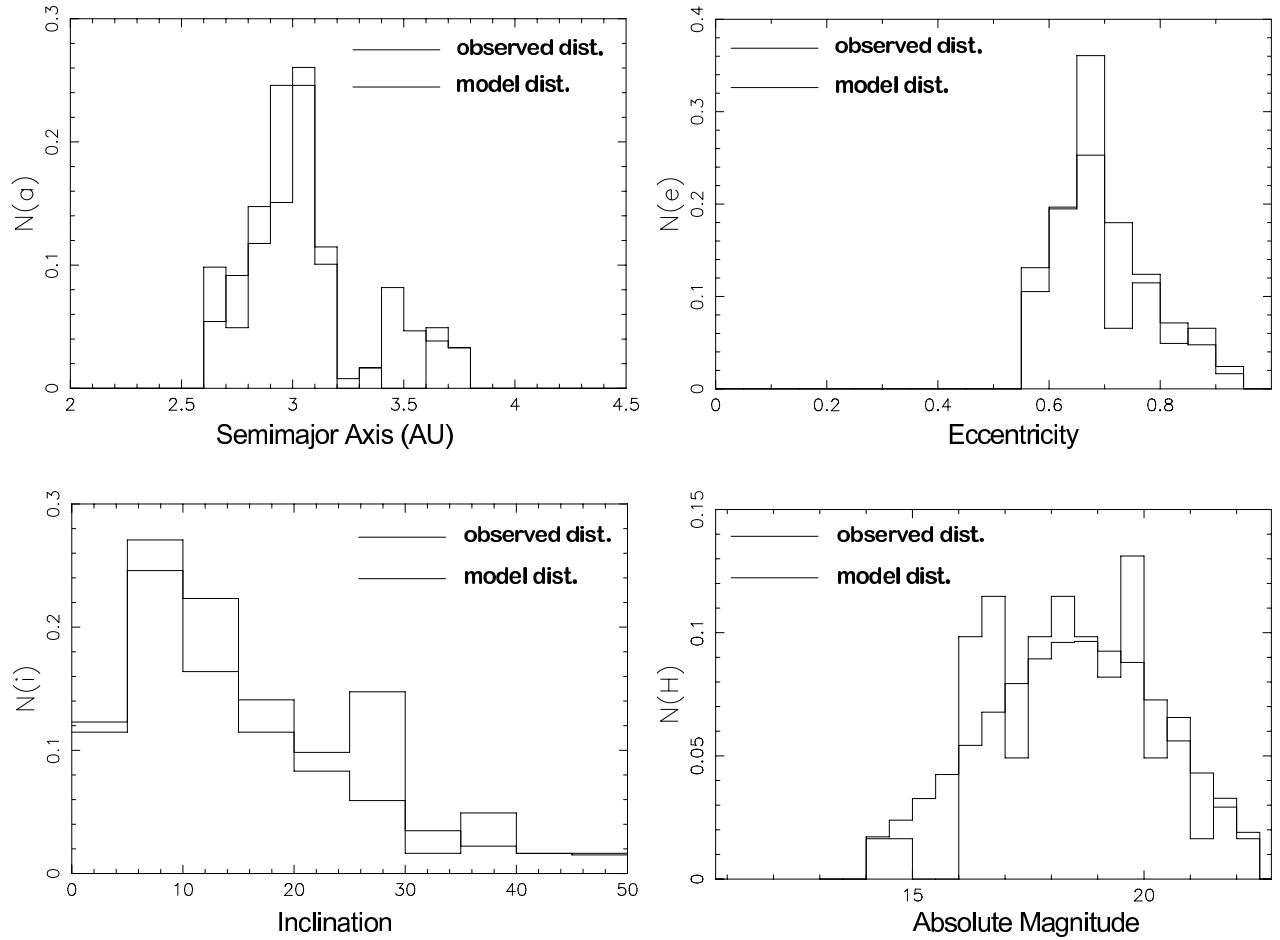 observed dist.
model dist.
N(a)
0
0.1
0.2
0.3
2
2.5
3
3.5
4
4.5
Semimajor Axis (AU)
observed dist.
model dist.
N(e)
0
0.1
0.2
0.3
0.4
0
0.2
0.4
0.6
0.8
Eccentricity
observed dist.
model dist.
N(i)
0
0.1
0.2
0.3
0
10
20
30
40
50
Inclination
observed dist.
model dist.
N(H)
0
0.05
0.1
0.15
15
20
Absolute Magnitude